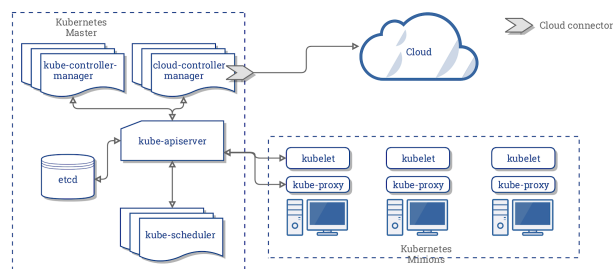 Kubernetes
Master
kube-controller-
manager
cloud-controller
manager
Cloud
Cloud connector
kube-apiserver
etcd
kube-scheduler
kubelet
kubelet
kubelet
kube-proxy
kube-proxy
kube-proxy
Kubernetes
Minions